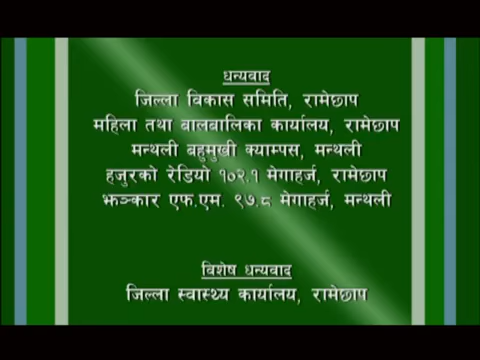 धन्यवाद
जिल्ला विकास समिति, रामेछाप
महिला तथा बालबालिका कार्यालय, रामेछाप
मन्थली बहुमुखी क्याम्पस, मन्थली
हजुरको रेडियो १०२.१ मेगाहर्ज, रामेछाप
झन्कार एफ.एम. ९७.८ मेगाहर्ज, मन्थली
विशेष धन्यवाद
जिल्ला स्वास्थ्य कार्यालय, रामेछाप